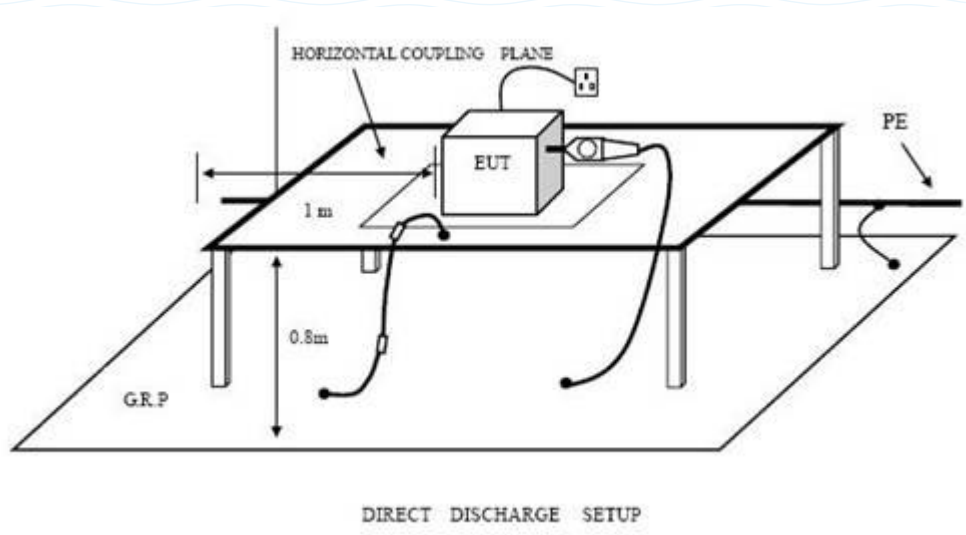 HORIZONTAL COUPLING PLANE
PE
EUT
1 m
0.8m
G.R.P
DIRECT DISCHARGE SETUP